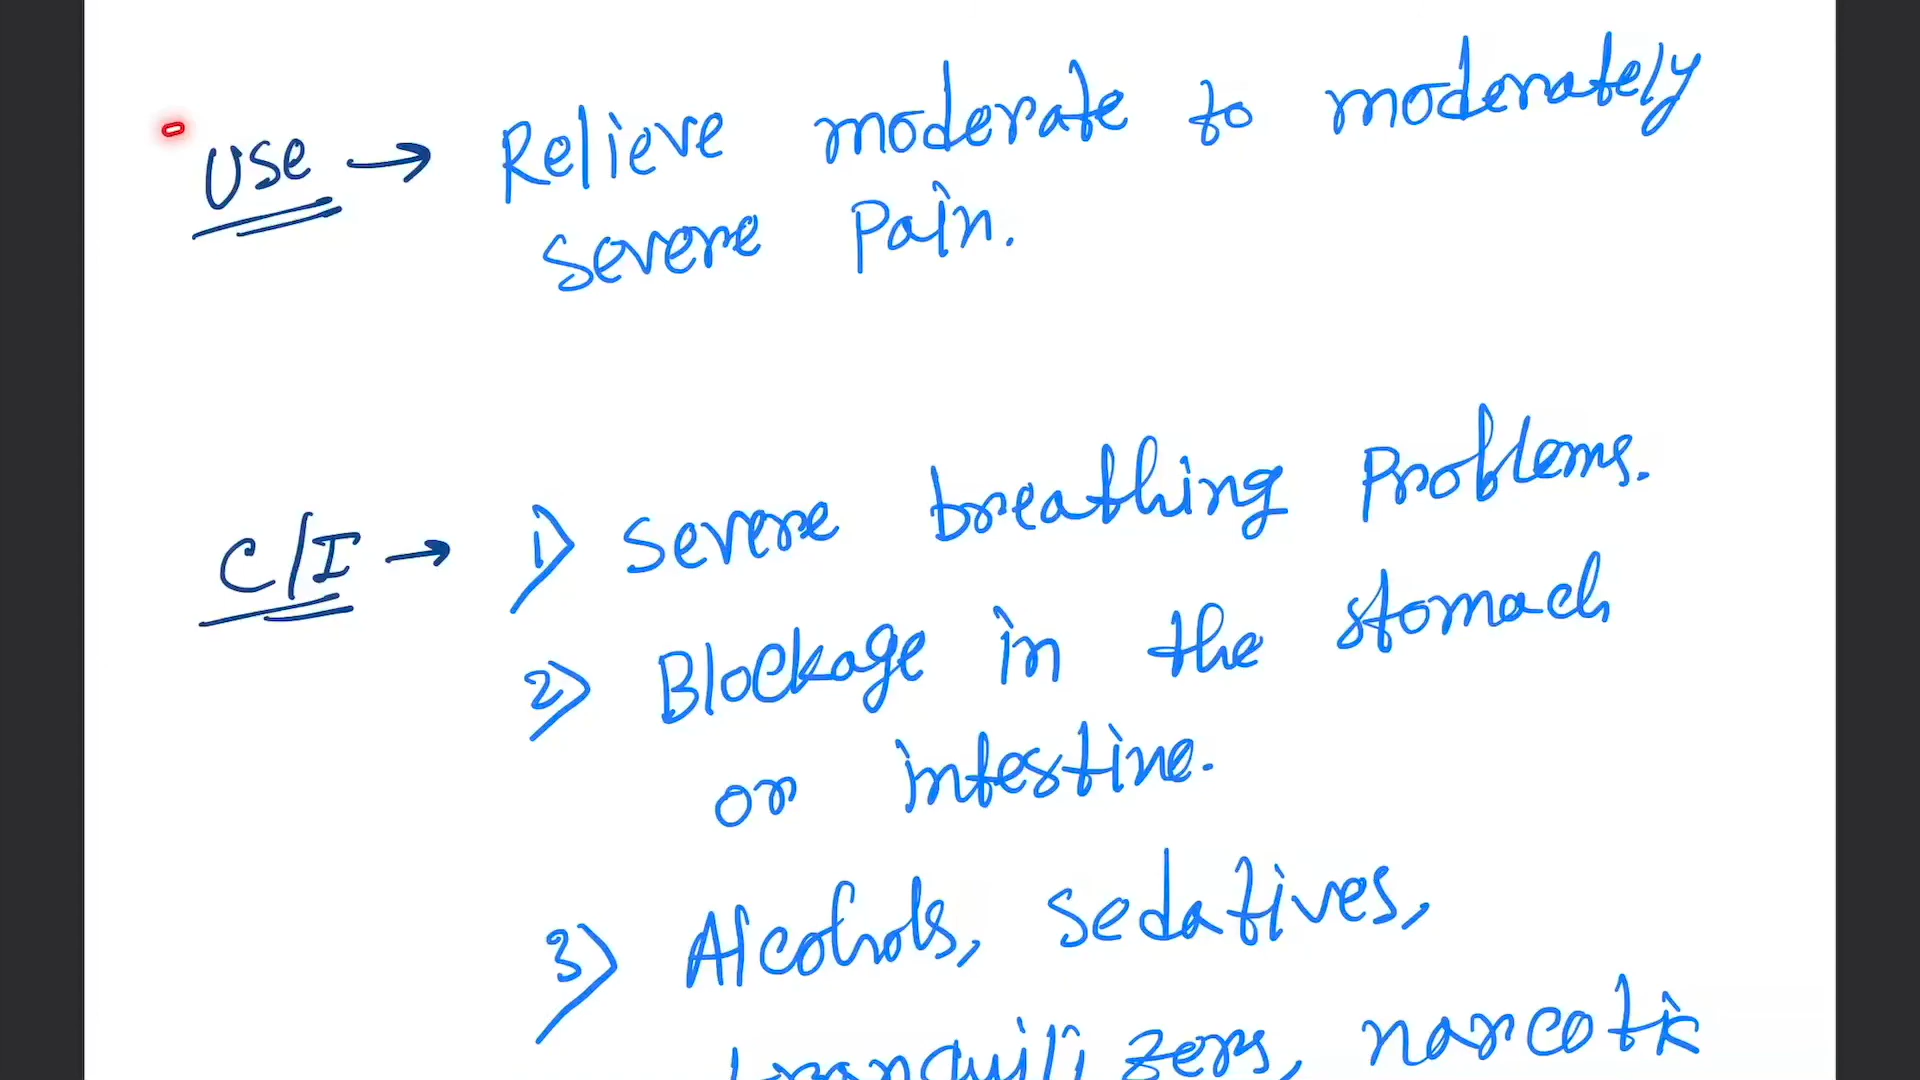 Use → Relieve moderate to moderately
severe Pain.
C/I → 1) Severe breathing Problems.
2) Blockage in the stomach
or intestine.
3) Alcohols, sedatives,
tranquilizers, narcotic